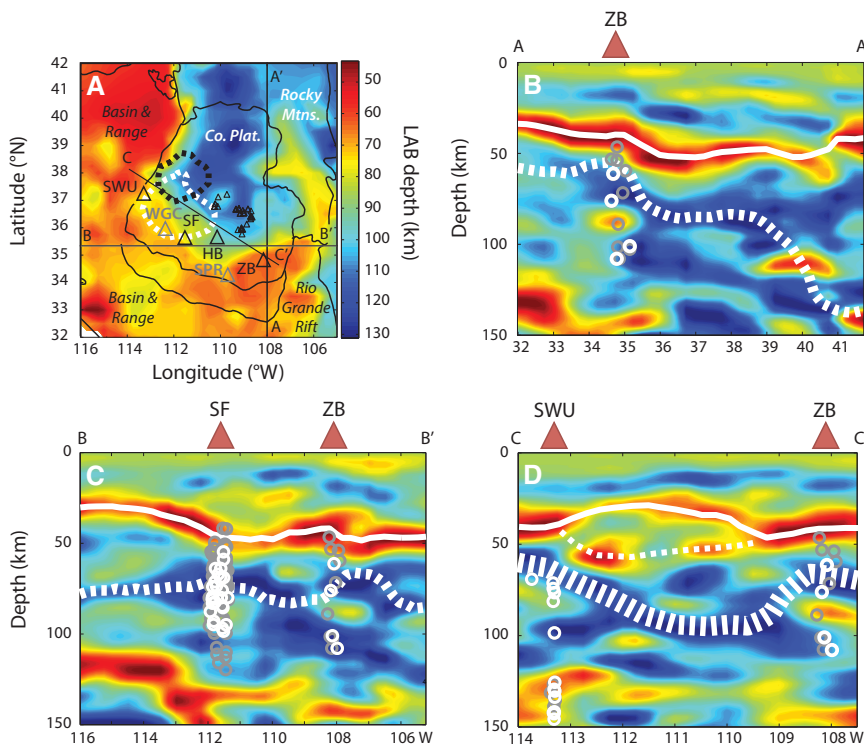 ZB
A
A'
Rocky
Mtns.
Basin &
Range
Co. Plat.
C
SWU
WGC
SF
B
B'
HB
SPR
ZB
C'
Basin &
Range
Rio
Grande
Rift
A
42
41
40
39
38
37
36
35
34
33
32
Latitude (°N)
116 114 112 110 108 106
Longitude (°W)
50
60
70
80
90
100
110
120
130
LAB depth (km)
A A
B
0
50
100
150
Depth (km)
32 33 34 35 36 37 38 39 40 41
SF ZB
B B'
C
0
50
100
150
Depth (km)
116 114 112 110 108 106 W
SWU ZB
C C'
D
0
50
100
150
114 113 112 111 110 109 108 W